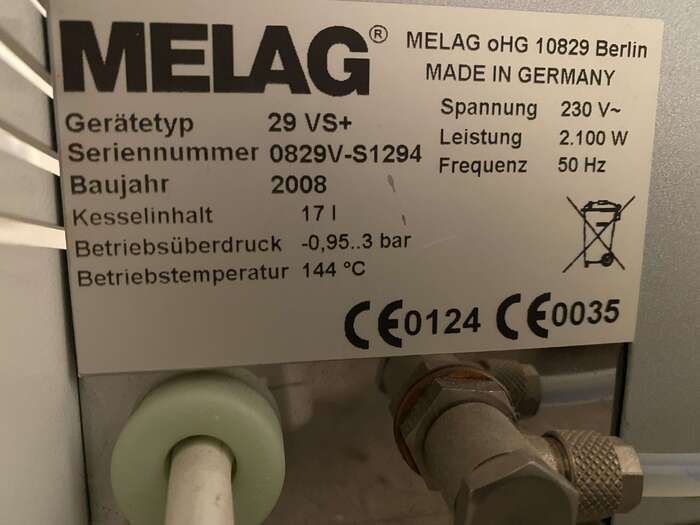 MELAG®
MELAG oHG 10829 Berlin
MADE IN GERMANY
Gerätetyp 29 VS+
Seriennummer 0829V-S1294
Baujahr 2008
Kesselinhalt 17 l
Betriebsüberdruck -0,95..3 bar
Betriebstemperatur 144 °C
Spannung 230 V~
Leistung 2.100 W
Frequenz 50 Hz
CE0124 CE0035